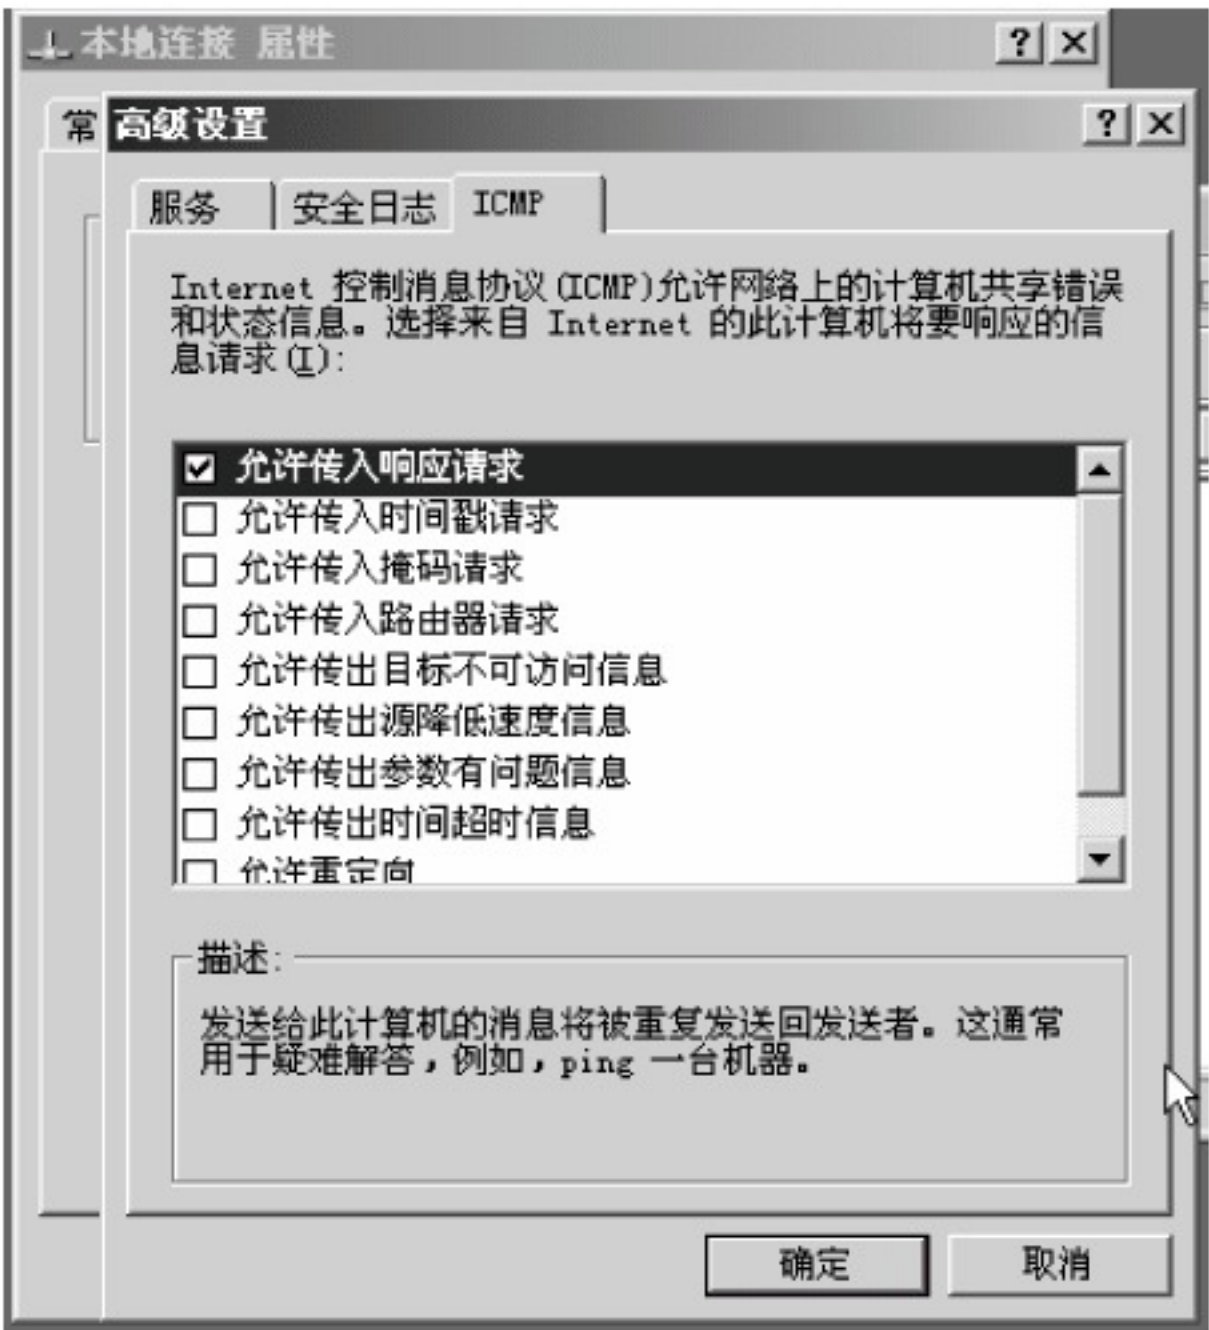 本地连接 属性
常
高级设置
服务
安全日志
ICMP
Internet 控制消息协议(ICMP)允许网络上的计算机共享错误
和状态信息。选择来自 Internet 的此计算机将要响应的信
息请求(I):
允许传入响应请求
允许传入时间戳请求
允许传入掩码请求
允许传入路由器请求
允许传出目标不可访问信息
允许传出源降低速度信息
允许传出参数有问题信息
允许传出时间超时信息
允许重定向
描述:
发送给此计算机的消息将被重复发送回发送者。这通常
用于疑难解答，例如，ping 一台机器。
确定
取消